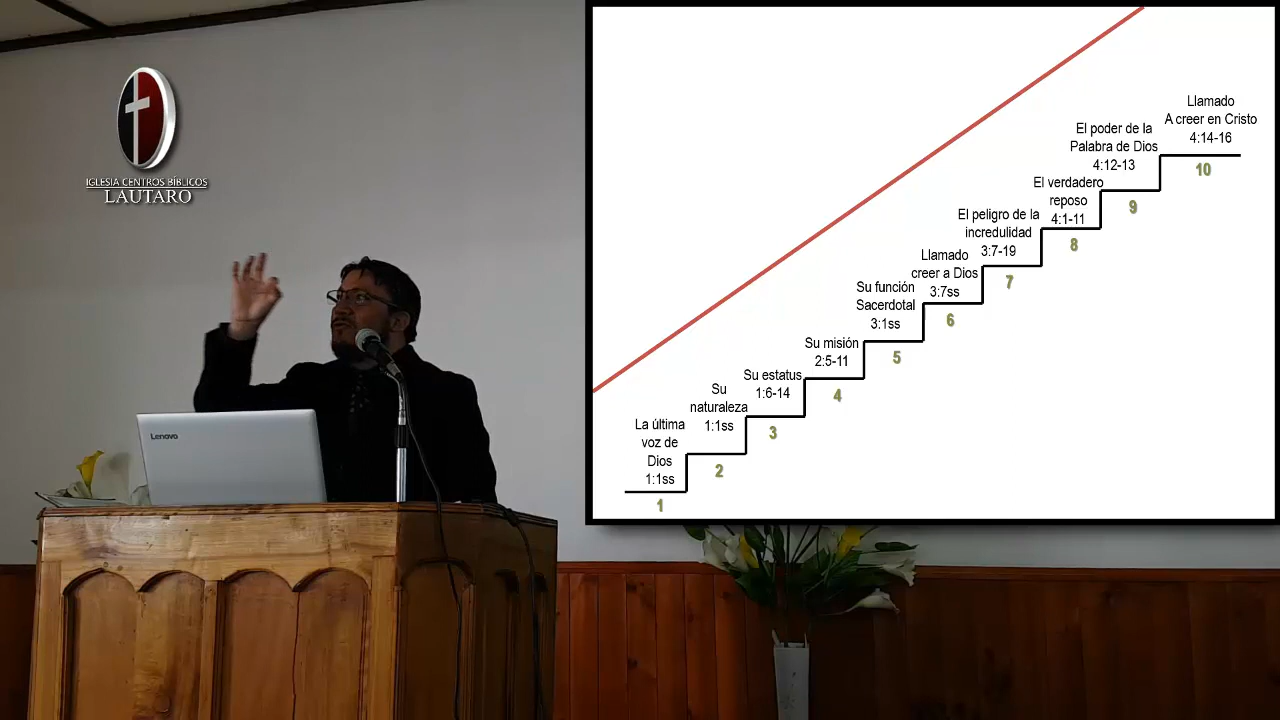 IGLESIA CENTROS BÍBLICOS
LAUTARO
Lenovo
La última
voz de
Dios
1:1ss
1
Su
naturaleza
1:1ss
2
Su estatus
1:6-14
3
Su misión
2:5-11
4
Su función
Sacerdotal
3:1ss
5
Llamado
creer a Dios
3:7ss
6
El peligro de la
incredulidad
3:7-19
7
El verdadero
reposo
4:1-11
8
El poder de la
Palabra de Dios
4:12-13
9
Llamado
A creer en Cristo
4:14-16
10